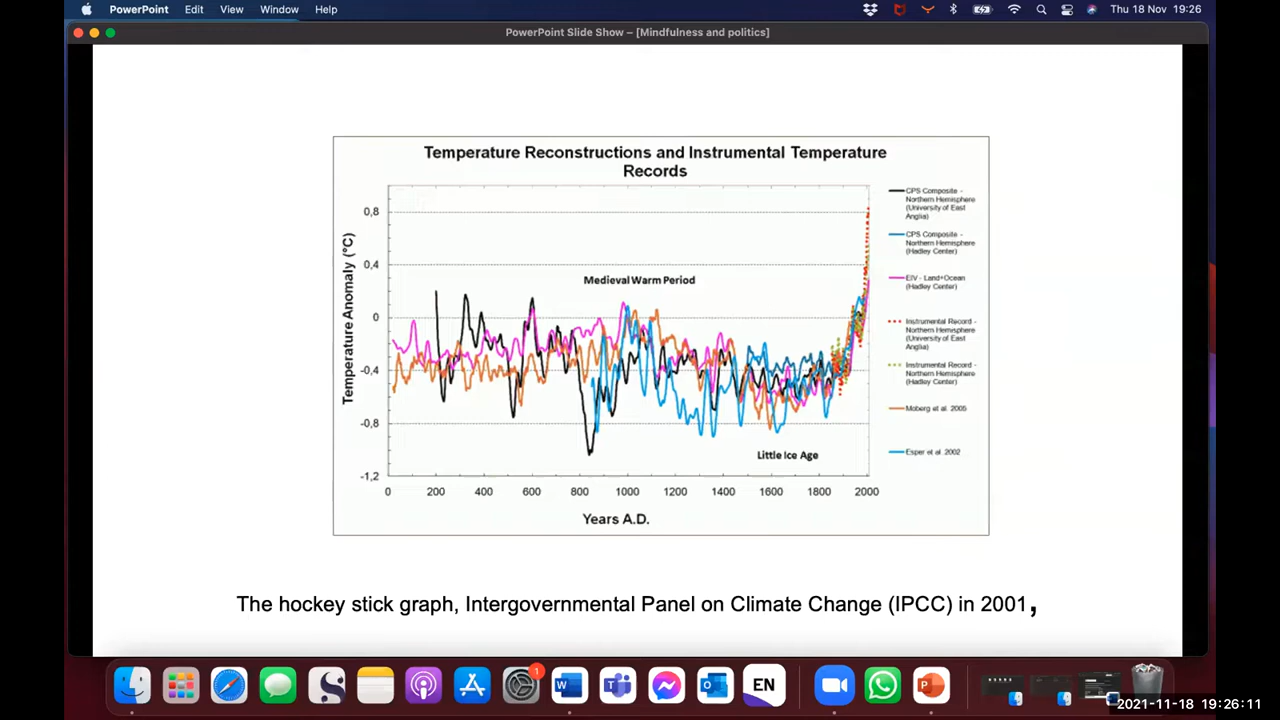 PowerPoint Edit View Window Help Thu 18 Nov 19:26
PowerPoint Slide Show – [Mindfulness and politics]
Temperature Reconstructions and Instrumental Temperature
Records
Temperature Anomaly (°C)
0,8
0,4
0
-0,4
-0,8
-1,2
Medieval Warm Period
Little Ice Age
0 200 400 600 800 1000 1200 1400 1600 1800 2000
Years A.D.
CPS Composite -
Northern Hemisphere
(University of East
Anglia)
CPS Composite -
Northern Hemisphere
(Hadley Center)
EIV - Land+Ocean
(Hadley Center)
Instrumental Record -
Northern Hemisphere
(University of East
Anglia)
Instrumental Record -
Northern Hemisphere
(Hadley Center)
Moberg et al. 2005
Esper et al. 2002
The hockey stick graph, Intergovernmental Panel on Climate Change (IPCC) in 2001,
1
EN
2021-11-18 19:26:11